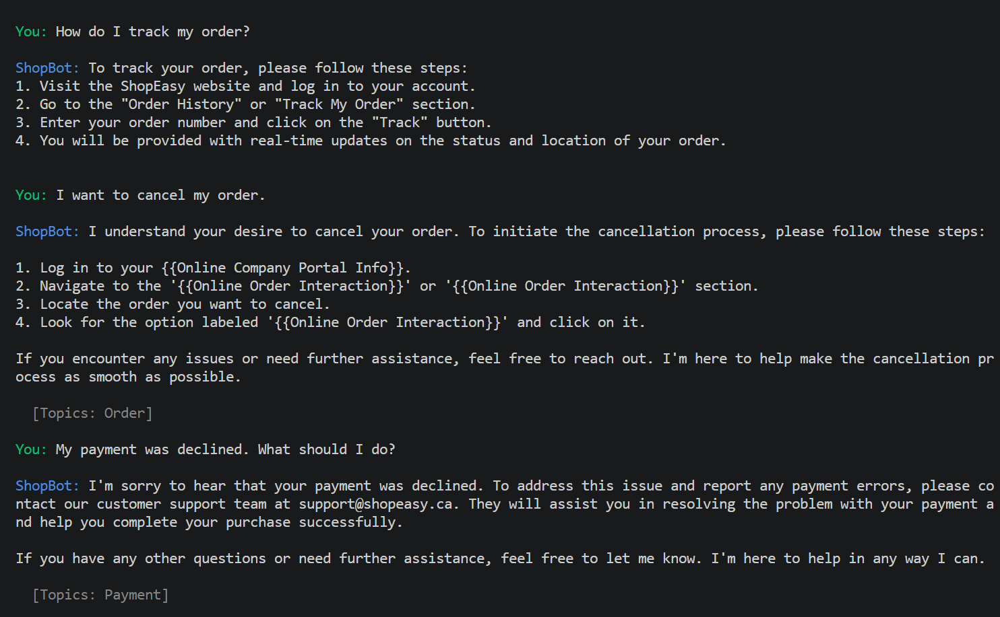 You: How do I track my order?
ShopBot: To track your order, please follow these steps:
1. Visit the ShopEasy website and log in to your account.
2. Go to the "Order History" or "Track My Order" section.
3. Enter your order number and click on the "Track" button.
4. You will be provided with real-time updates on the status and location of your order.
You: I want to cancel my order.
ShopBot: I understand your desire to cancel your order. To initiate the cancellation process, please follow these steps:
1. Log in to your {{Online Company Portal Info}}.
2. Navigate to the '{{Online Order Interaction}}' or '{{Online Order Interaction}}' section.
3. Locate the order you want to cancel.
4. Look for the option labeled '{{Online Order Interaction}}' and click on it.
If you encounter any issues or need further assistance, feel free to reach out. I'm here to help make the cancellation pr
ocess as smooth as possible.
[Topics: Order]
You: My payment was declined. What should I do?
ShopBot: I'm sorry to hear that your payment was declined. To address this issue and report any payment errors, please co
ntact our customer support team at support@shopeasy.ca. They will assist you in resolving the problem with your payment a
nd help you complete your purchase successfully.
If you have any other questions or need further assistance, feel free to let me know. I'm here to help in any way I can.
[Topics: Payment]